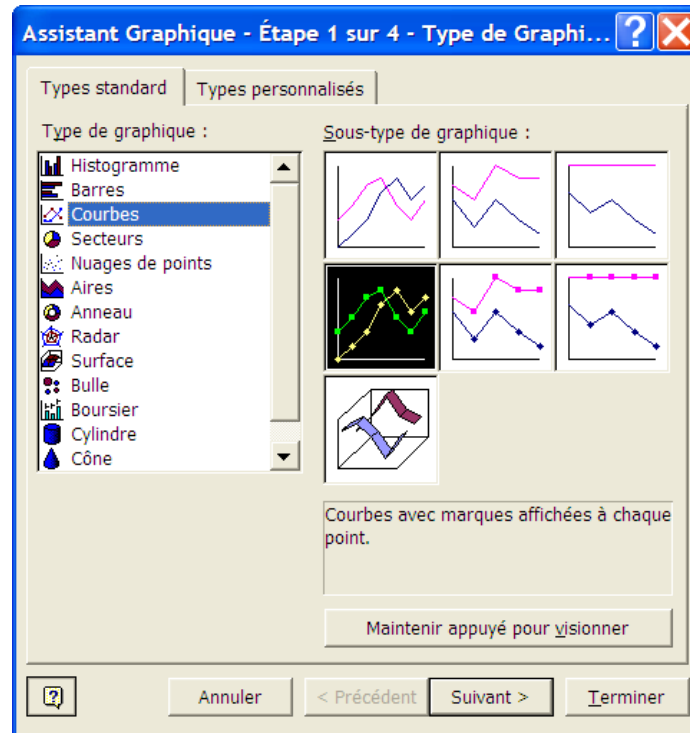 Assistant Graphique - Étape 1 sur 4 - Type de Graphi...
Types standard
Types personnalisés
Type de graphique :
Histogramme
Barres
Courbes
Secteurs
Nuages de points
Aires
Anneau
Radar
Surface
Bulle
Boursier
Cylindre
Cône
Sous-type de graphique :
Courbes avec marques affichées à chaque
point.
Maintenir appuyé pour visionner
Annuler
< Précédent
Suivant >
Terminer